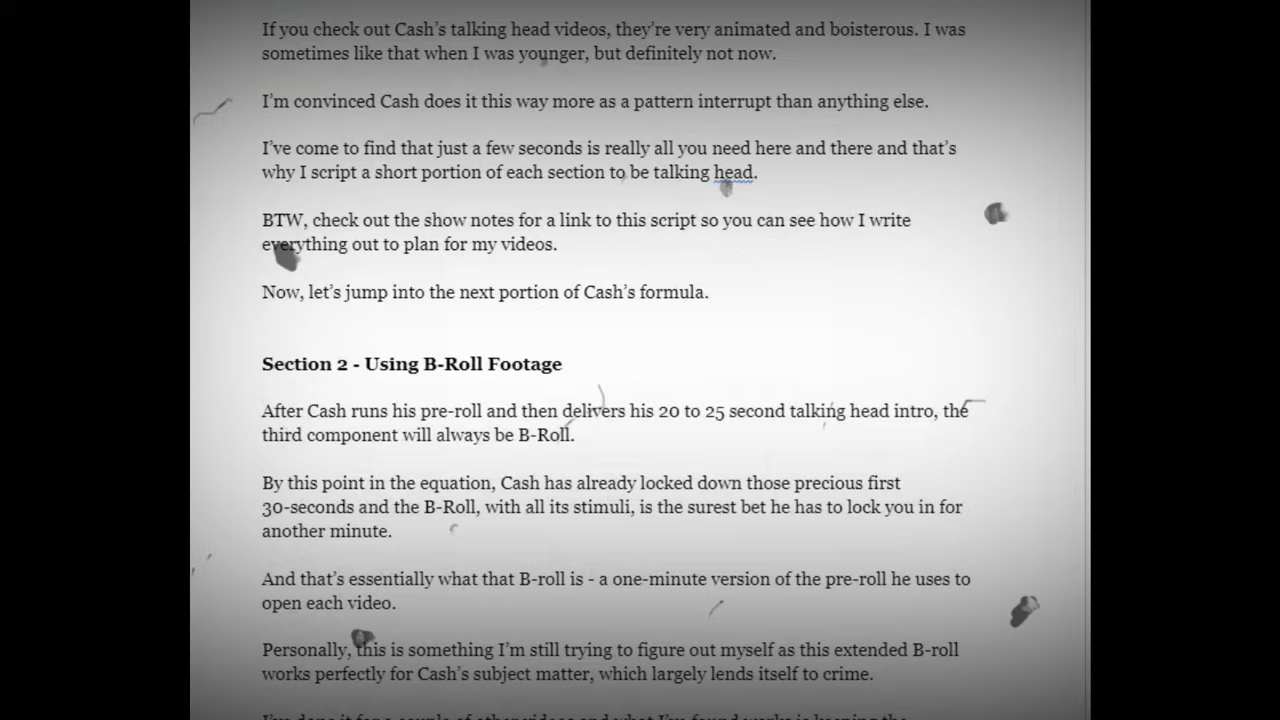 If you check out Cash’s talking head videos, they’re very animated and boisterous. I was
sometimes like that when I was younger, but definitely not now.
I’m convinced Cash does it this way more as a pattern interrupt than anything else.
I’ve come to find that just a few seconds is really all you need here and there and that’s
why I script a short portion of each section to be talking head.
BTW, check out the show notes for a link to this script so you can see how I write
everything out to plan for my videos.
Now, let’s jump into the next portion of Cash’s formula.
Section 2 - Using B-Roll Footage
After Cash runs his pre-roll and then delivers his 20 to 25 second talking head intro, the
third component will always be B-Roll.
By this point in the equation, Cash has already locked down those precious first
30-seconds and the B-Roll, with all its stimuli, is the surest bet he has to lock you in for
another minute.
And that’s essentially what that B-roll is - a one-minute version of the pre-roll he uses to
open each video.
Personally, this is something I’m still trying to figure out myself as this extended B-roll
works perfectly for Cash’s subject matter, which largely lends itself to crime.